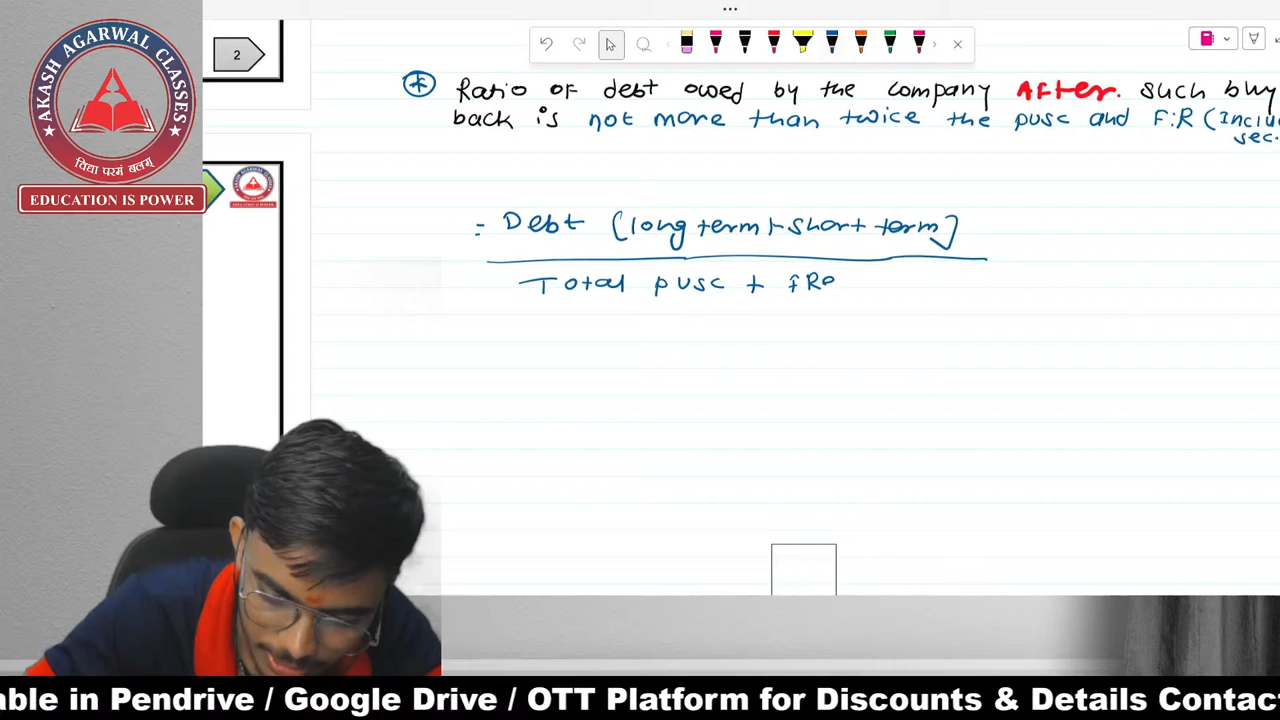 AKASH AGARWAL CLASSES
विद्या परमं बलम्
EDUCATION IS POWER
2
f Ratio of debt owed by the company After. such buy
back is not more than twice the pusc and F.R (Inclu
sec.
= Debt (long term + short term]
Total pusc + fRe
able in Pendrive / Google Drive / OTT Platform for Discounts & Details Contac